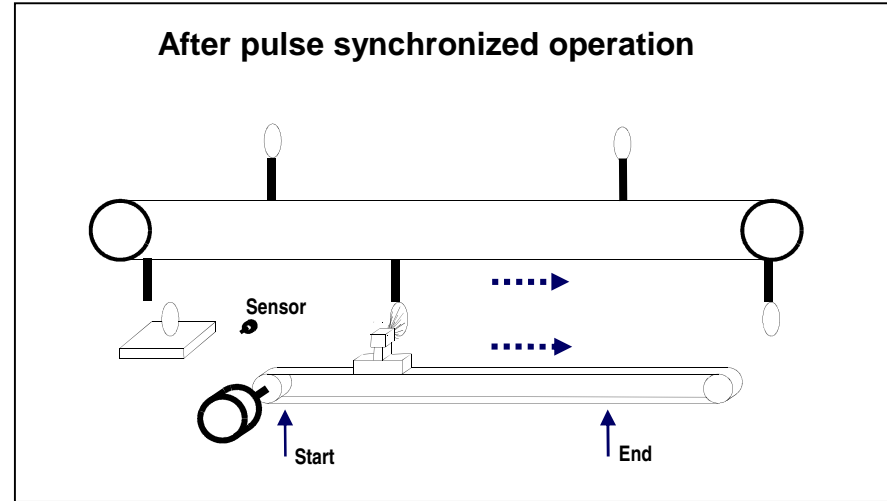 After pulse synchronized operation
Sensor
Start
End